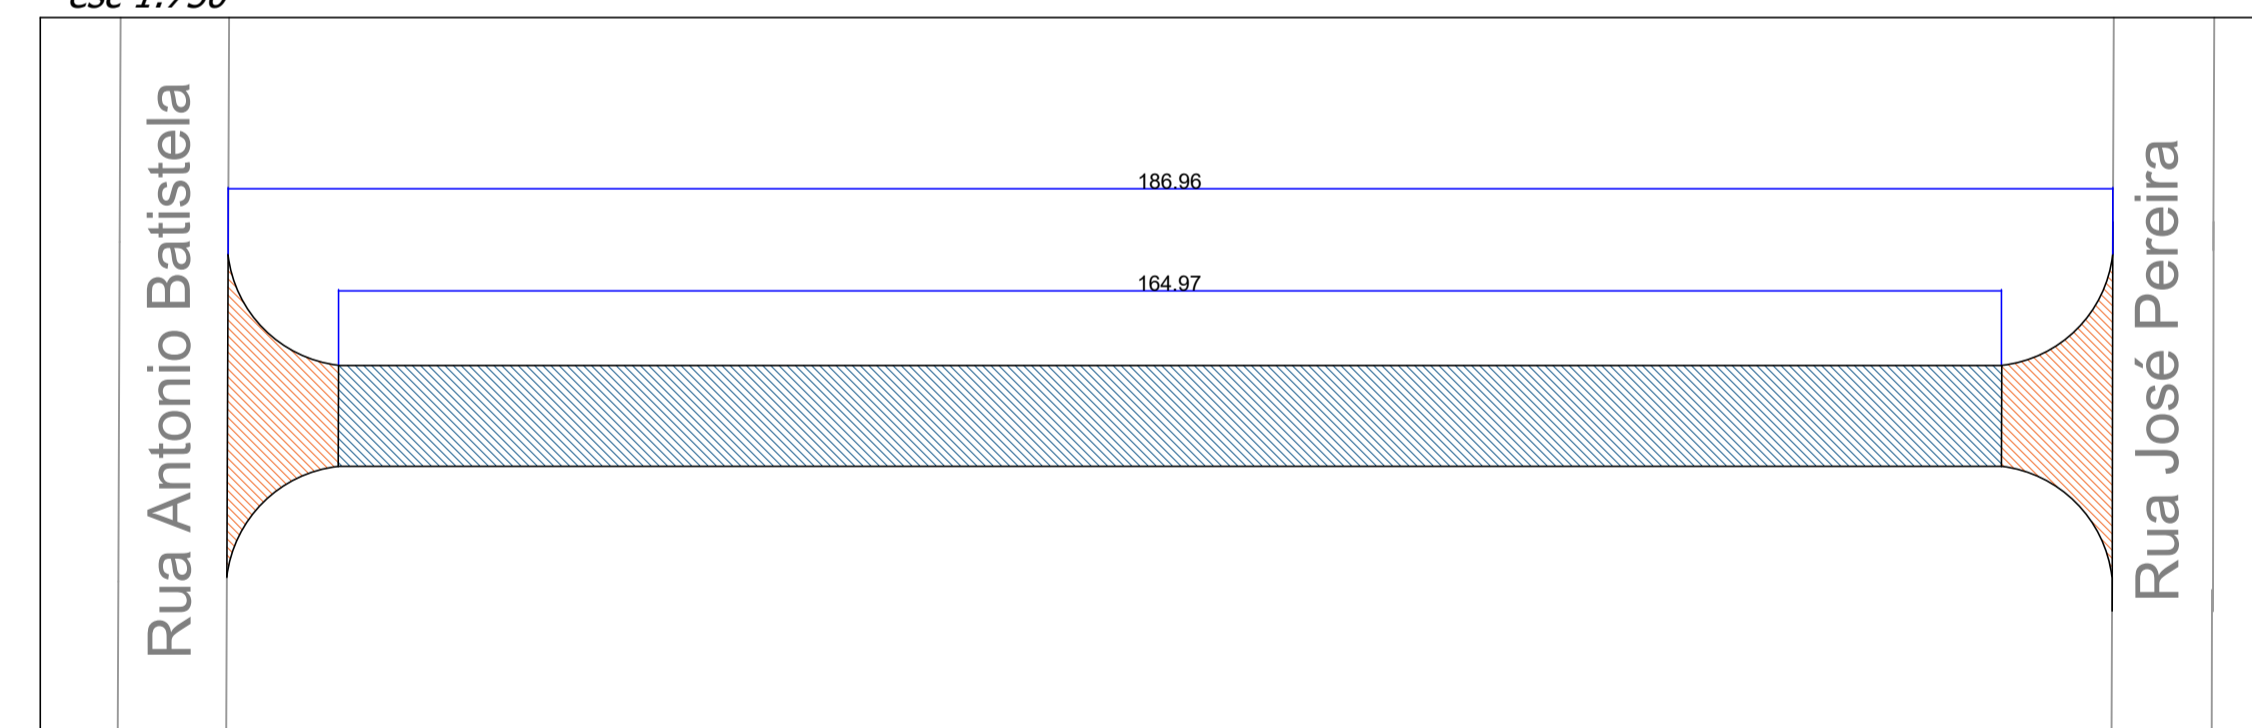 Rua Antonio Batistela
186.96
164.97
Rua José Pereira